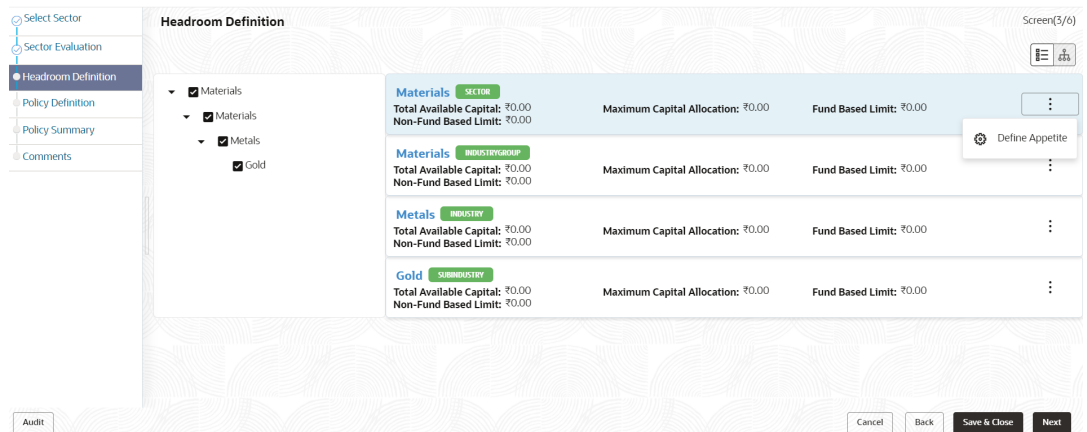 Select Sector
Sector Evaluation
Headroom Definition
Policy Definition
Policy Summary
Comments
Headroom Definition
Screen(3/6)
Materials
Materials
Metals
Gold
Materials SECTOR
Total Available Capital: ₹0.00 Maximum Capital Allocation: ₹0.00 Fund Based Limit: ₹0.00
Non-Fund Based Limit: ₹0.00
Define Appetite
Materials INDUSTRYGROUP
Total Available Capital: ₹0.00 Maximum Capital Allocation: ₹0.00 Fund Based Limit: ₹0.00
Non-Fund Based Limit: ₹0.00
Metals INDUSTRY
Total Available Capital: ₹0.00 Maximum Capital Allocation: ₹0.00 Fund Based Limit: ₹0.00
Non-Fund Based Limit: ₹0.00
Gold SUBINDUSTRY
Total Available Capital: ₹0.00 Maximum Capital Allocation: ₹0.00 Fund Based Limit: ₹0.00
Non-Fund Based Limit: ₹0.00
Audit Cancel Back Save & Close Next